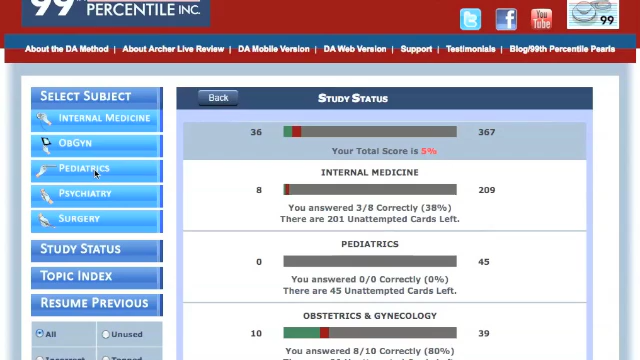 99
PERCENTILE INC.
You
Tube
99
About the DA Method | About Archer Live Review | DA Mobile Version | DA Web Version | Support | Testimonials | Blog/99th Percentile Pearls
SELECT SUBJECT
INTERNAL MEDICINE
OBGYN
PEDIATRICS
PSYCHIATRY
SURGERY
STUDY STATUS
TOPIC INDEX
RESUME PREVIOUS
All
Unused
Back
STUDY STATUS
36
367
Your Total Score is 5%
INTERNAL MEDICINE
8
209
You answered 3/8 Correctly (38%)
There are 201 Unattempted Cards Left.
PEDIATRICS
0
45
You answered 0/0 Correctly (0%)
There are 45 Unattempted Cards Left.
OBSTETRICS & GYNECOLOGY
10
39
You answered 8/10 Correctly (80%)